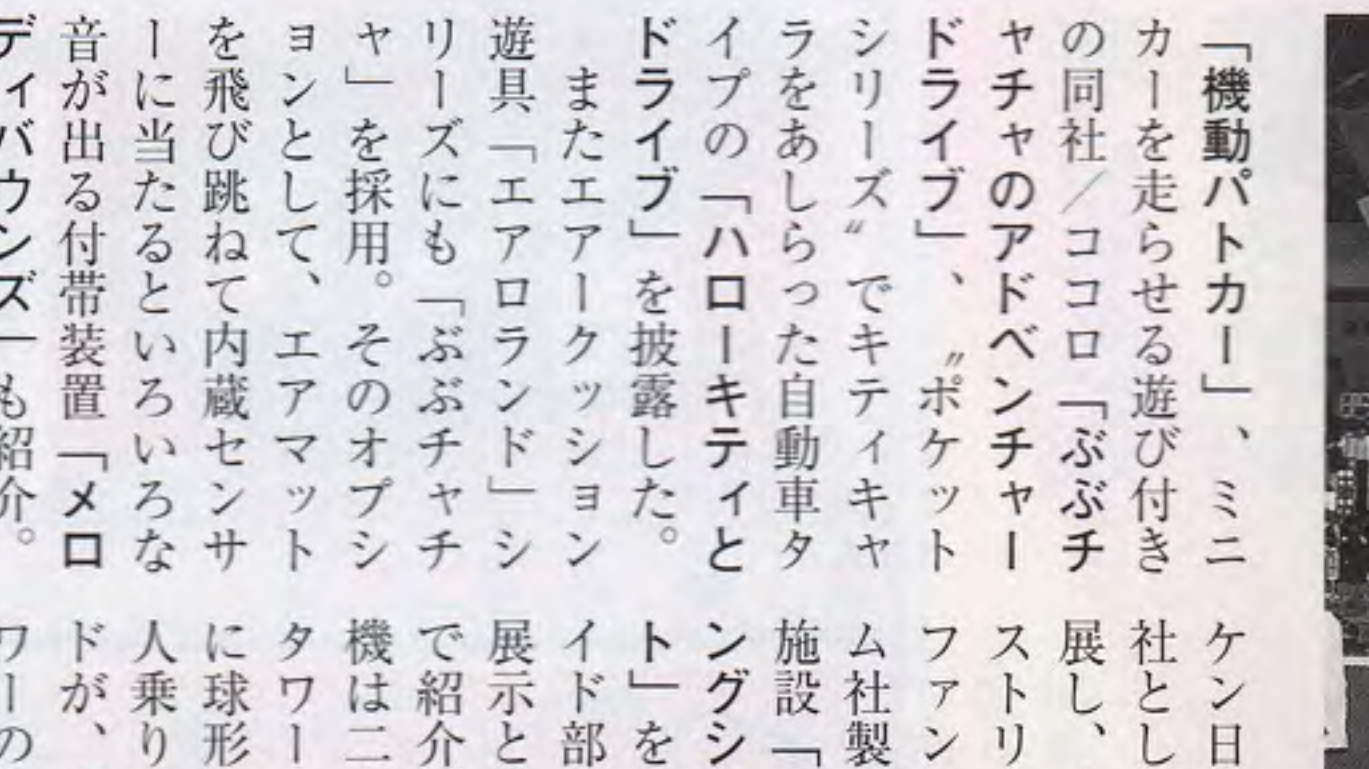 「機動パトカー」、ミニ
カーを走らせる遊び付き
の同社／ココロ「ぶぶチ
ャチャのアドベンチャー
ドライブ」、〝ポケット
シリーズ〟でキティキャ
ラをあしらった自動車タ
イプの「ハローキティと
ドライブ」を披露した。
またエアークッション
遊具「エアロランド」シ
リーズにも「ぶぶチャチ
ャ」を採用。そのオプシ
ョンとして、エアマット
を飛び跳ねて内蔵センサ
ーに当たるといろいろな
音が出る付帯装置「メロ
ディバウンズ」も紹介。
ケン日
社とし
展し、
ストリ
ファン
ム社製
施設「
ングシ
ト」を
イド部
展示と
で紹介
機は二
タワー
に球形
人乗り
ドが、
ワーの